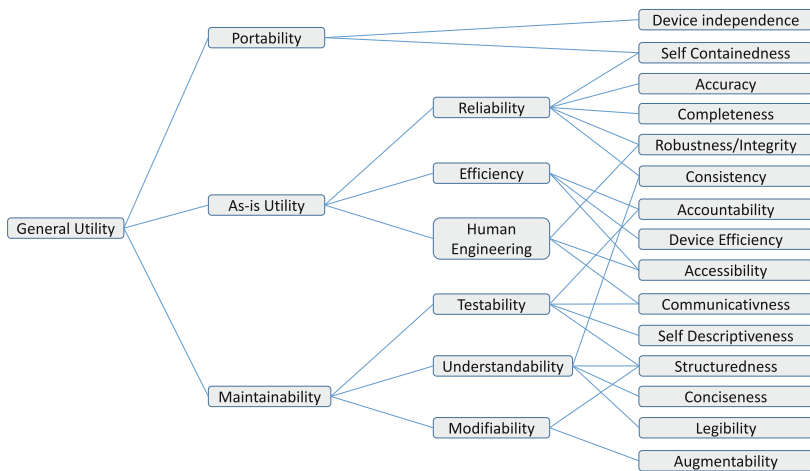 General Utility
Portability
As-is Utility
Maintainability
Reliability
Efficiency
Human
Engineering
Testability
Understandability
Modifiability
Device independence
Self Containedness
Accuracy
Completeness
Robustness/Integrity
Consistency
Accountability
Device Efficiency
Accessibility
Communicativness
Self Descriptiveness
Structuredness
Conciseness
Legibility
Augmentability